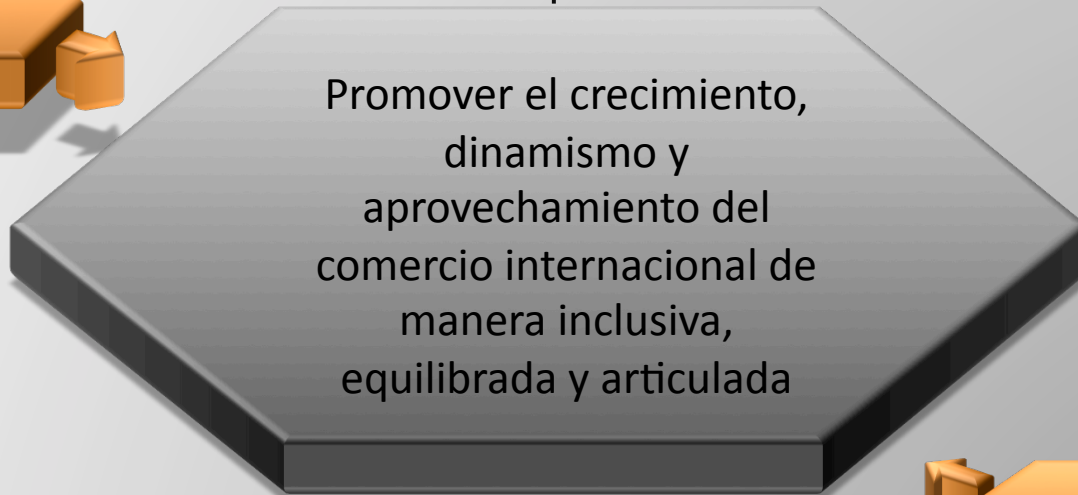 Promover el crecimiento,
dinamismo y
aprovechamiento del
comercio internacional de
manera inclusiva,
equilibrada y articulada